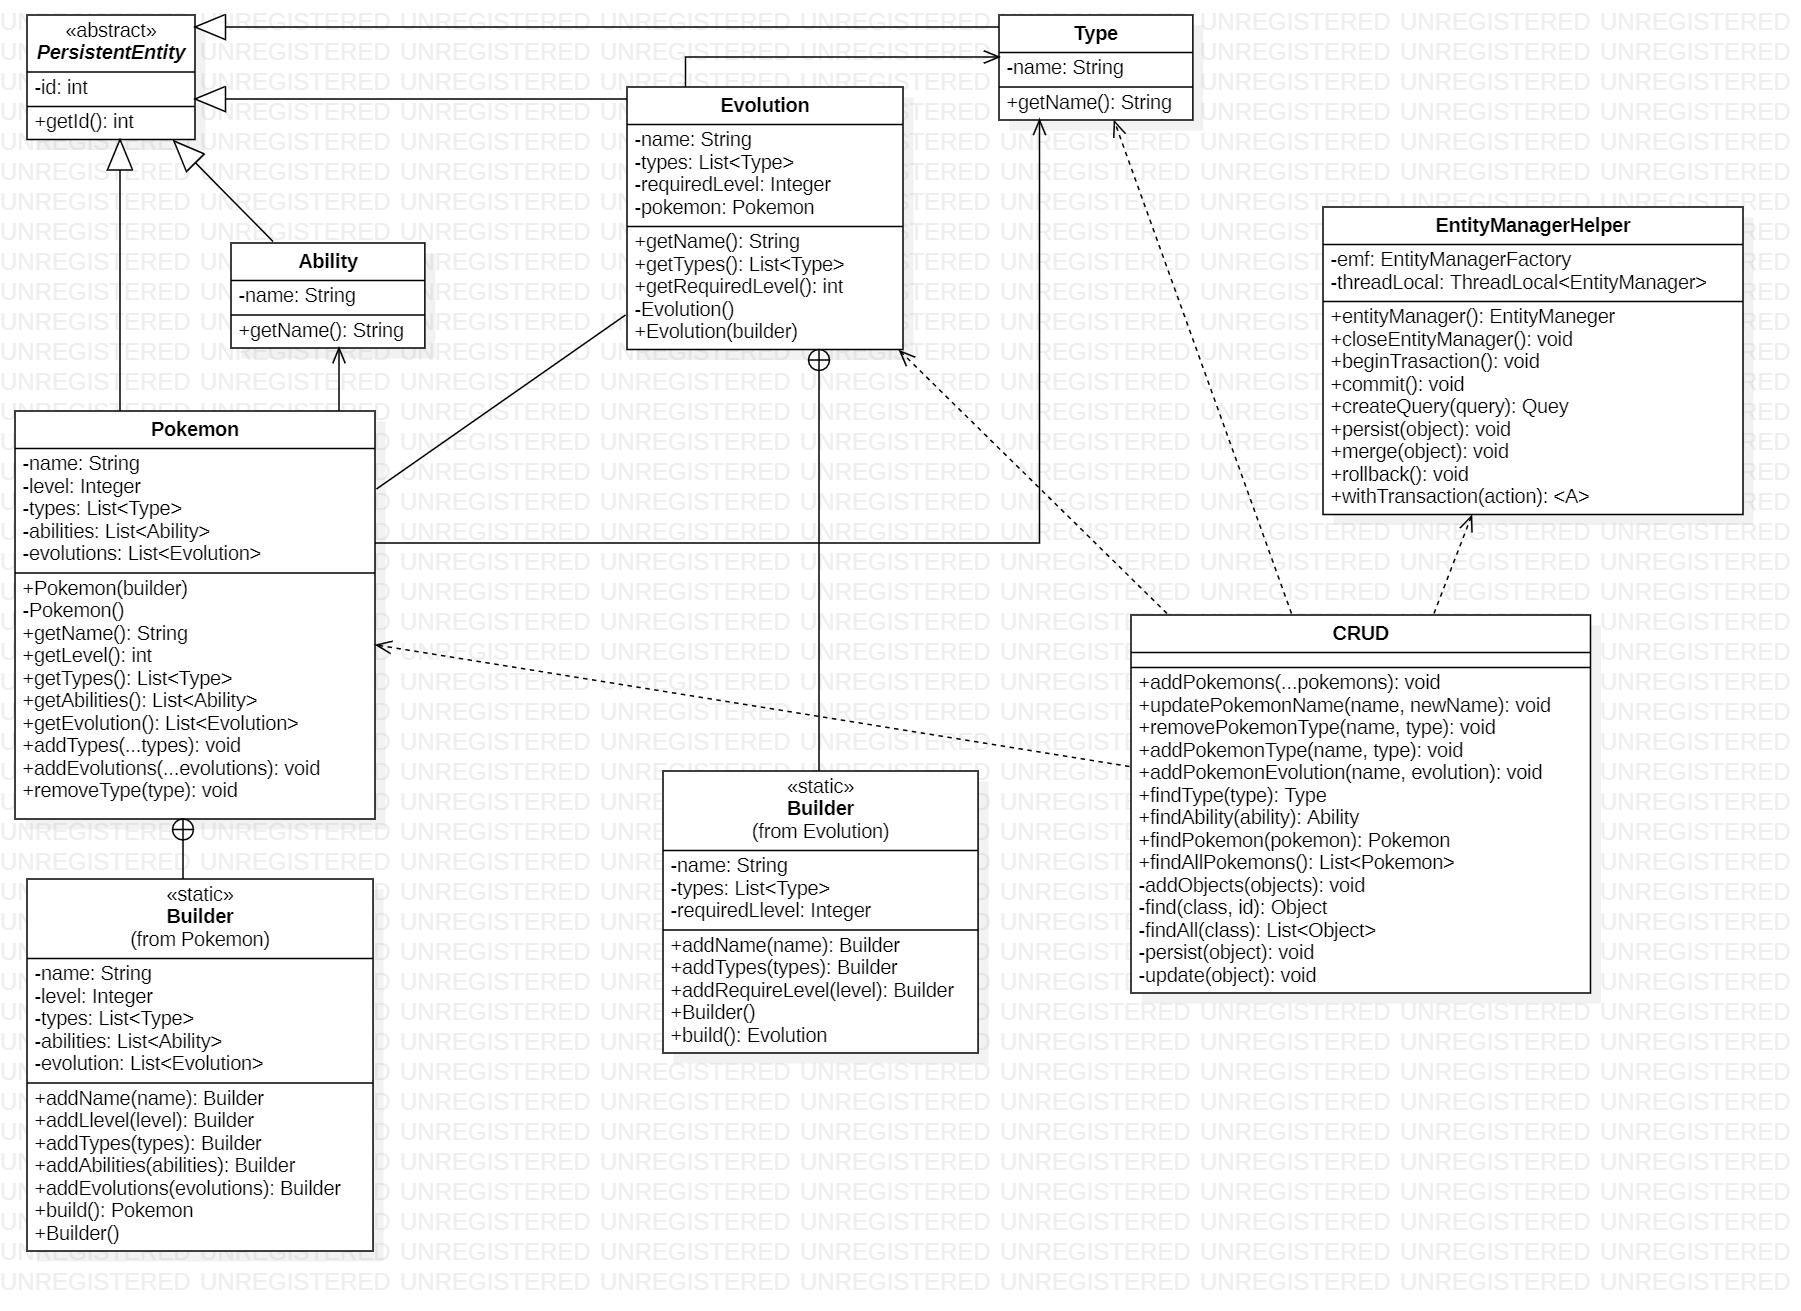 «abstract»
PersistentEntity
-id: int
+getId(): int
Type
-name: String
+getName(): String
Evolution
-name: String
-types: List<Type>
-requiredLevel: Integer
-pokemon: Pokemon
+getName(): String
+getTypes(): List<Type>
+getRequiredLevel(): int
-Evolution()
+Evolution(builder)
Ability
-name: String
+getName(): String
EntityManagerHelper
-emf: EntityManagerFactory
-threadLocal: ThreadLocal<EntityManager>
+entityManager(): EntityManeger
+closeEntityManager(): void
+beginTrasaction(): void
+commit(): void
+createQuery(query): Quey
+persist(object): void
+merge(object): void
+rollback(): void
+withTransaction(action): <A>
Pokemon
-name: String
-level: Integer
-types: List<Type>
-abilities: List<Ability>
-evolutions: List<Evolution>
+Pokemon(builder)
-Pokemon()
+getName(): String
+getLevel(): int
+getTypes(): List<Type>
+getAbilities(): List<Ability>
+getEvolution(): List<Evolution>
+addTypes(...types): void
+addEvolutions(...evolutions): void
+removeType(type): void
CRUD
+addPokemons(...pokemons): void
+updatePokemonName(name, newName): void
+removePokemonType(name, type): void
+addPokemonType(name, type): void
+addPokemonEvolution(name, evolution): void
+findType(type): Type
+findAbility(ability): Ability
+findPokemon(pokemon): Pokemon
+findAllPokemons(): List<Pokemon>
-addObjects(objects): void
-find(class, id): Object
-findAll(class): List<Object>
-persist(object): void
-update(object): void
«static»
Builder
(from Evolution)
-name: String
-types: List<Type>
-requiredLlevel: Integer
+addName(name): Builder
+addTypes(types): Builder
+addRequireLevel(level): Builder
+Builder()
+build(): Evolution
«static»
Builder
(from Pokemon)
-name: String
-level: Integer
-types: List<Type>
-abilities: List<Ability>
-evolution: List<Evolution>
+addName(name): Builder
+addLlevel(level): Builder
+addTypes(types): Builder
+addAbilities(abilities): Builder
+addEvolutions(evolutions): Builder
+build(): Pokemon
+Builder()
UNREGISTERED